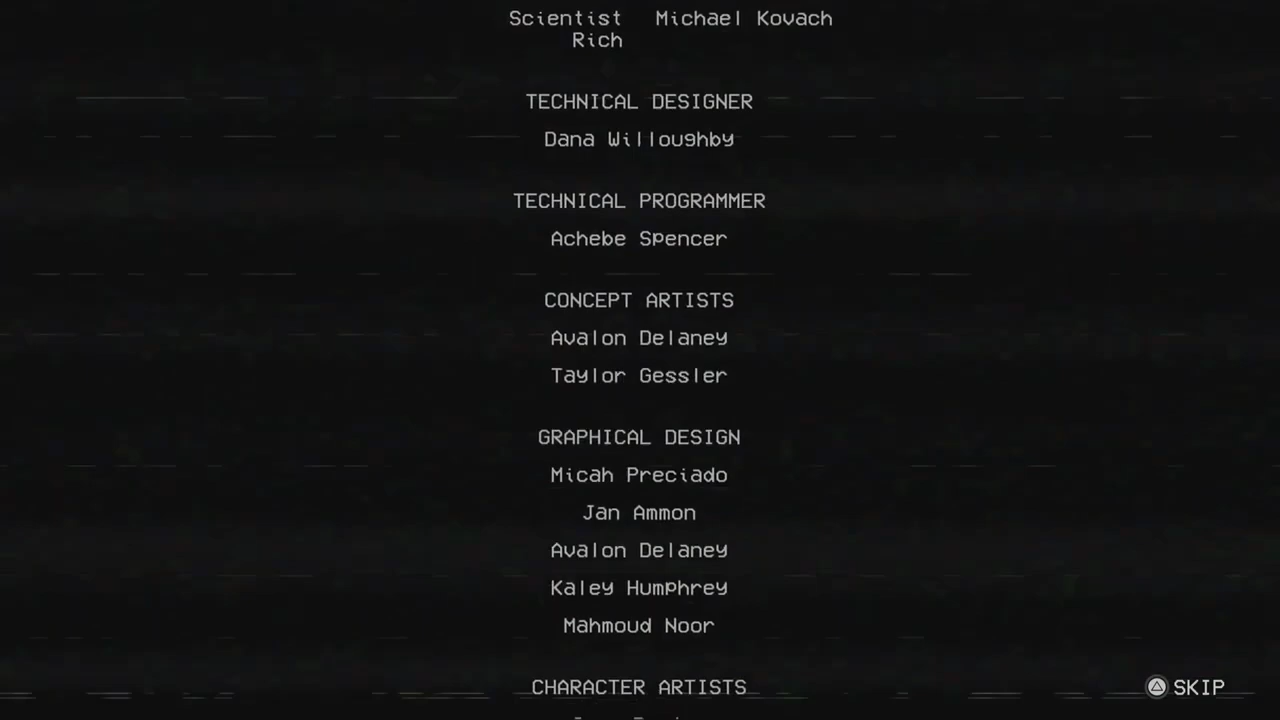 Scientist Michael Kovach
Rich
TECHNICAL DESIGNER
Dana Willoughby
TECHNICAL PROGRAMMER
Achebe Spencer
CONCEPT ARTISTS
Avalon Delaney
Taylor Gessler
GRAPHICAL DESIGN
Micah Preciado
Jan Ammon
Avalon Delaney
Kaley Humphrey
Mahmoud Noor
CHARACTER ARTISTS
SKIP